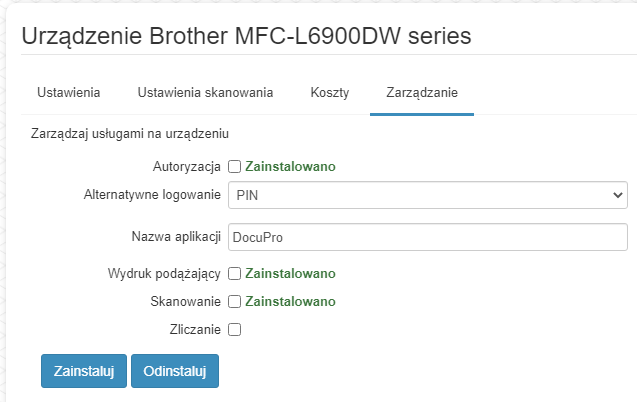 Urządzenie Brother MFC-L6900DW series
Ustawienia Ustawienia skanowania Koszty Zarządzanie
Zarządzaj usługami na urządzeniu
Autoryzacja Zainstalowano
Alternatywne logowanie PIN
Nazwa aplikacji DocuPro
Wydruk podążający Zainstalowano
Skanowanie Zainstalowano
Zliczanie
Zainstaluj Odinstaluj